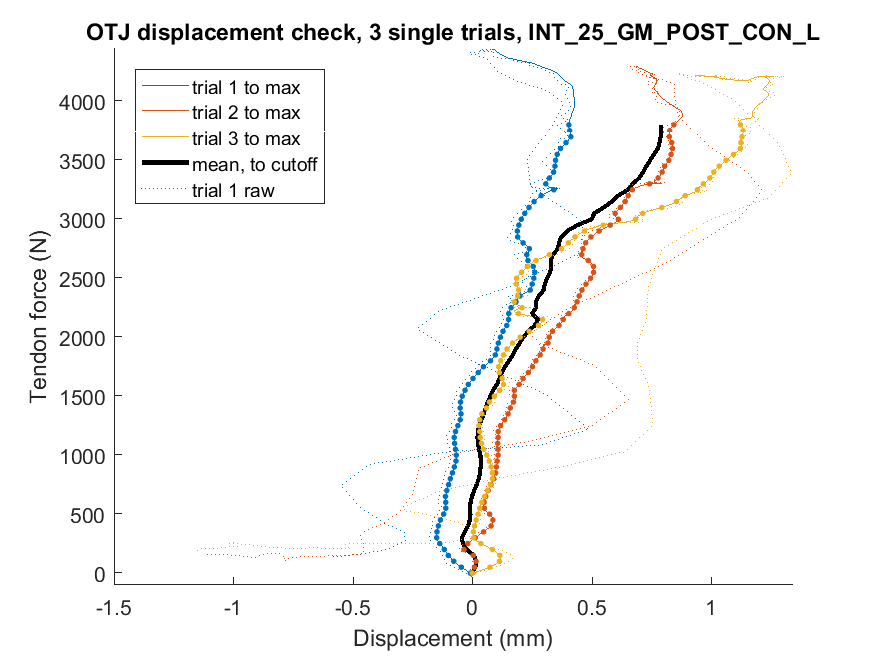 OTJ displacement check, 3 single trials, INT_25_GM_POST_CON_L
trial 1 to max
trial 2 to max
trial 3 to max
mean, to cutoff
trial 1 raw
Tendon force (N)
4000
3500
3000
2500
2000
1500
1000
500
0
-1.5 -1 -0.5 0 0.5 1
Displacement (mm)